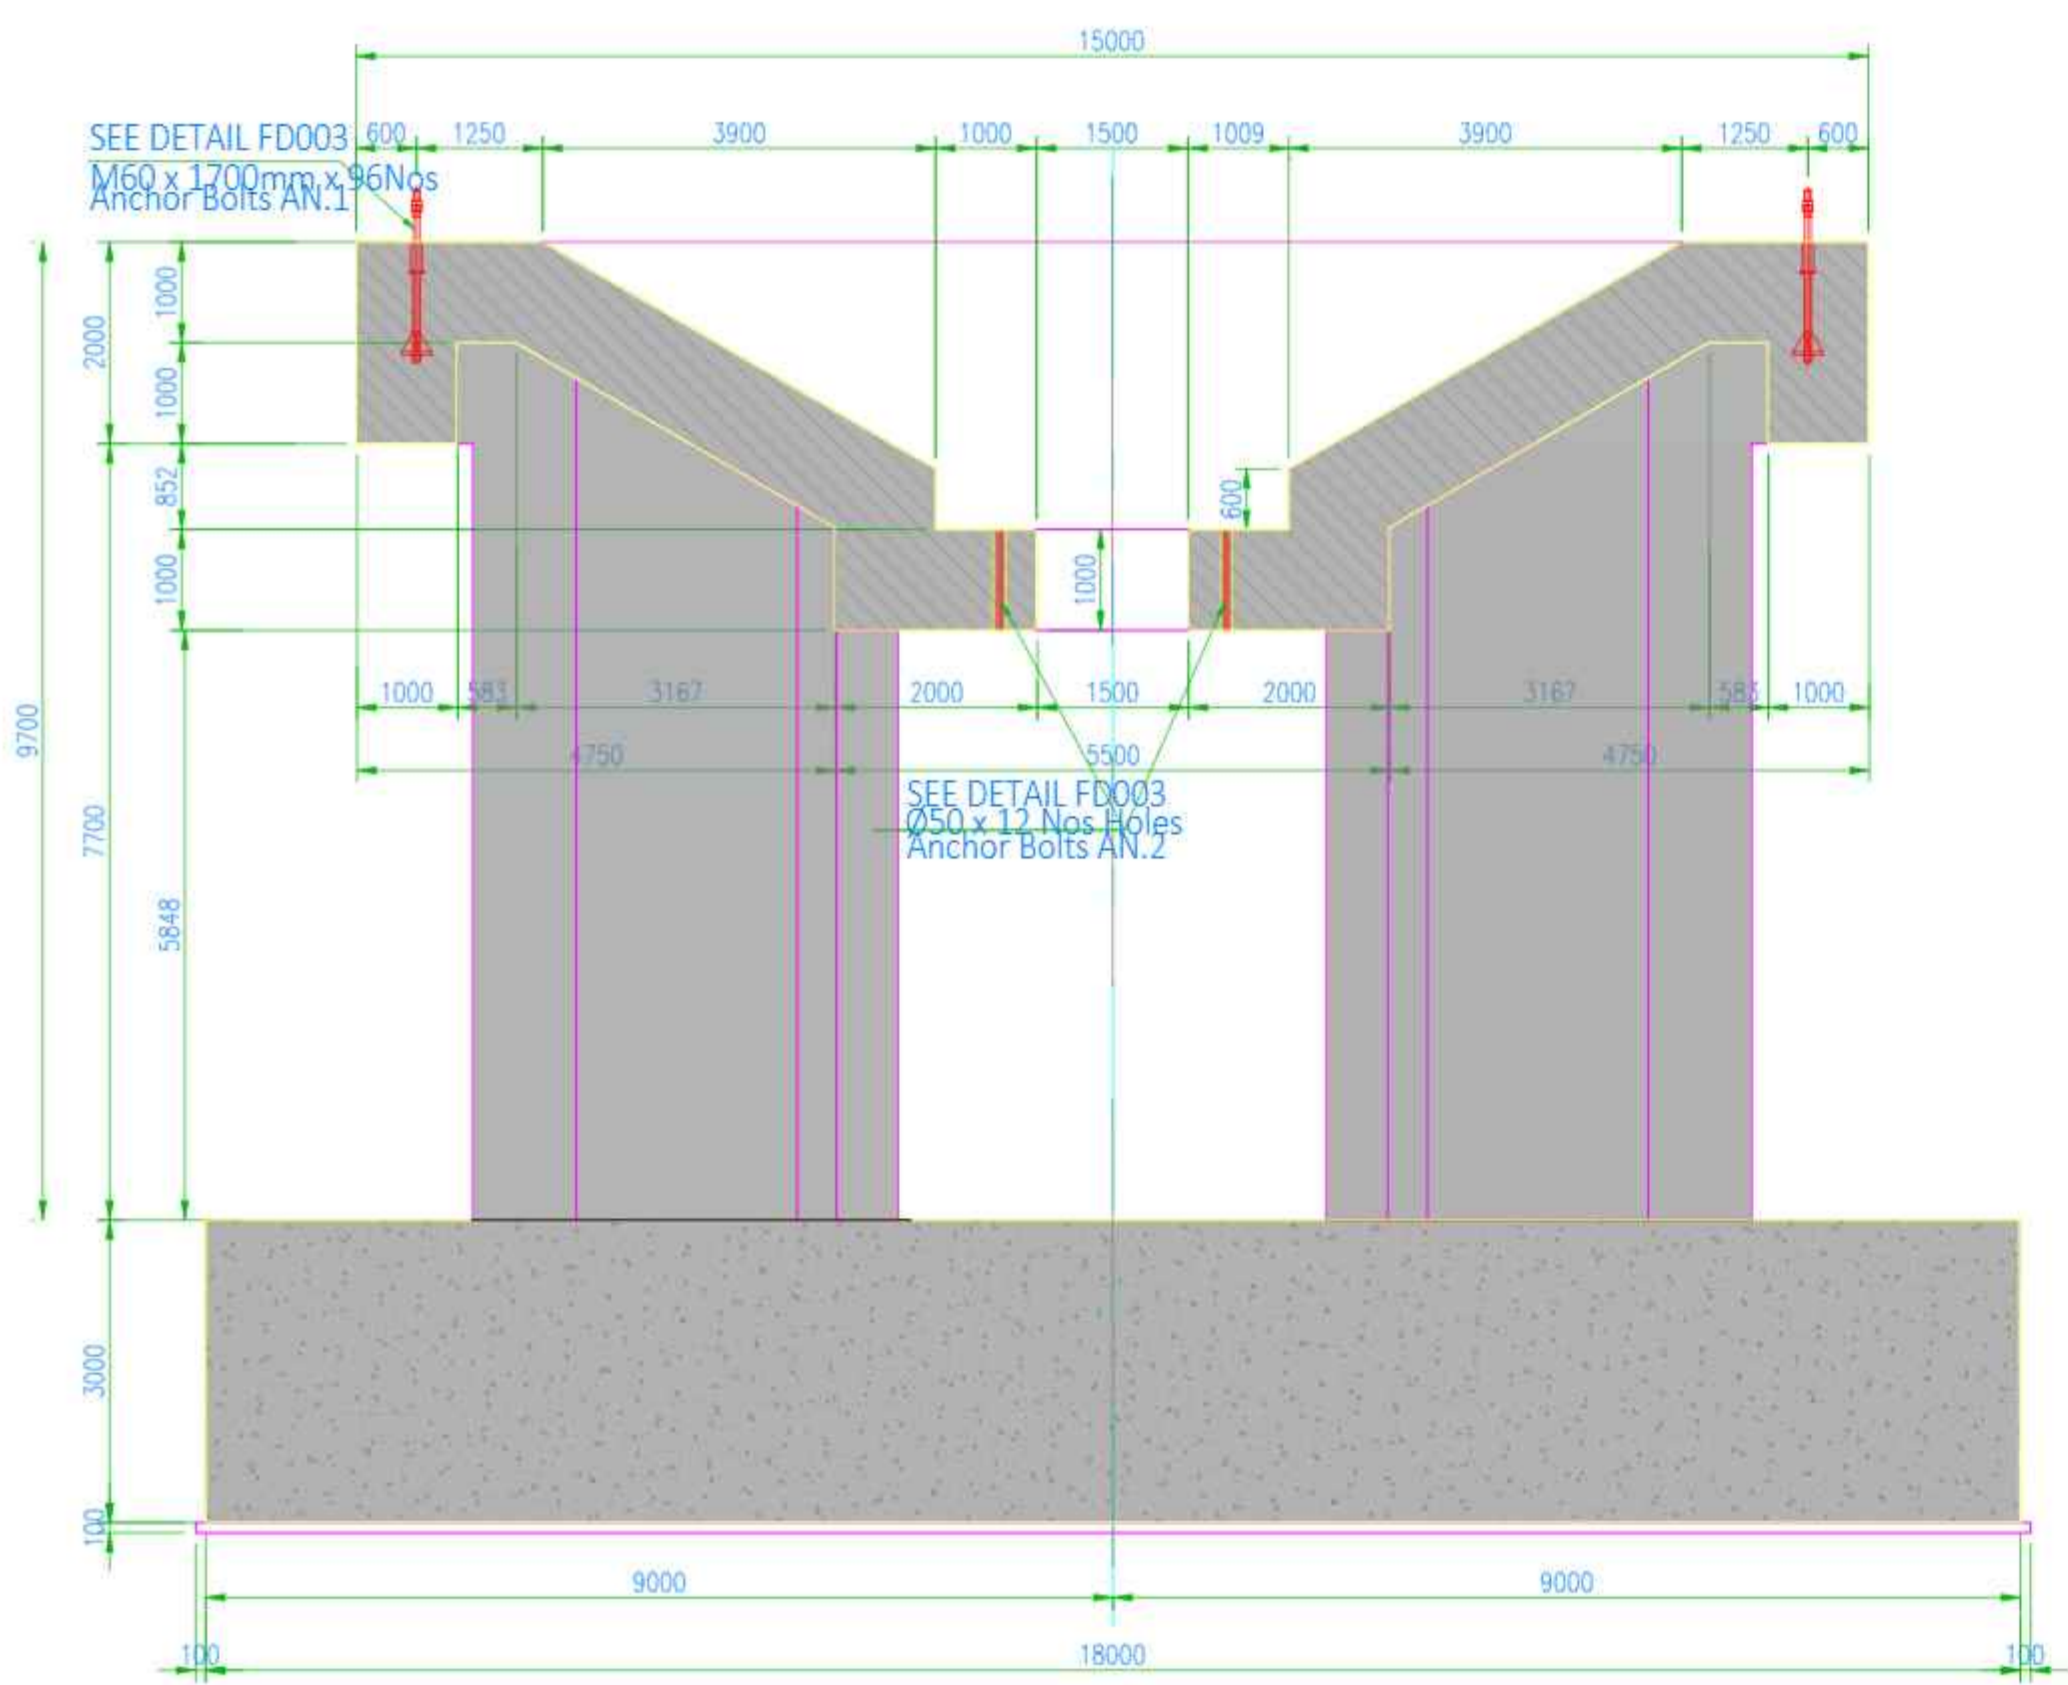 15000
SEE DETAIL FD003
M60 x 1700mm x 96Nos
Anchor Bolts AN.1
600 1250 3900 1000 1500 1009 3900 1250 600
1000
2000
1000
852
600
1000
1000
1000 583 3167 2000 1500 2000 3167 583 1000
9700
4750 5500 4750
SEE DETAIL FD003
Ø50 x 12 Nos Holes
Anchor Bolts AN.2
7700
5848
3000
100
9000 9000
100 18000 100